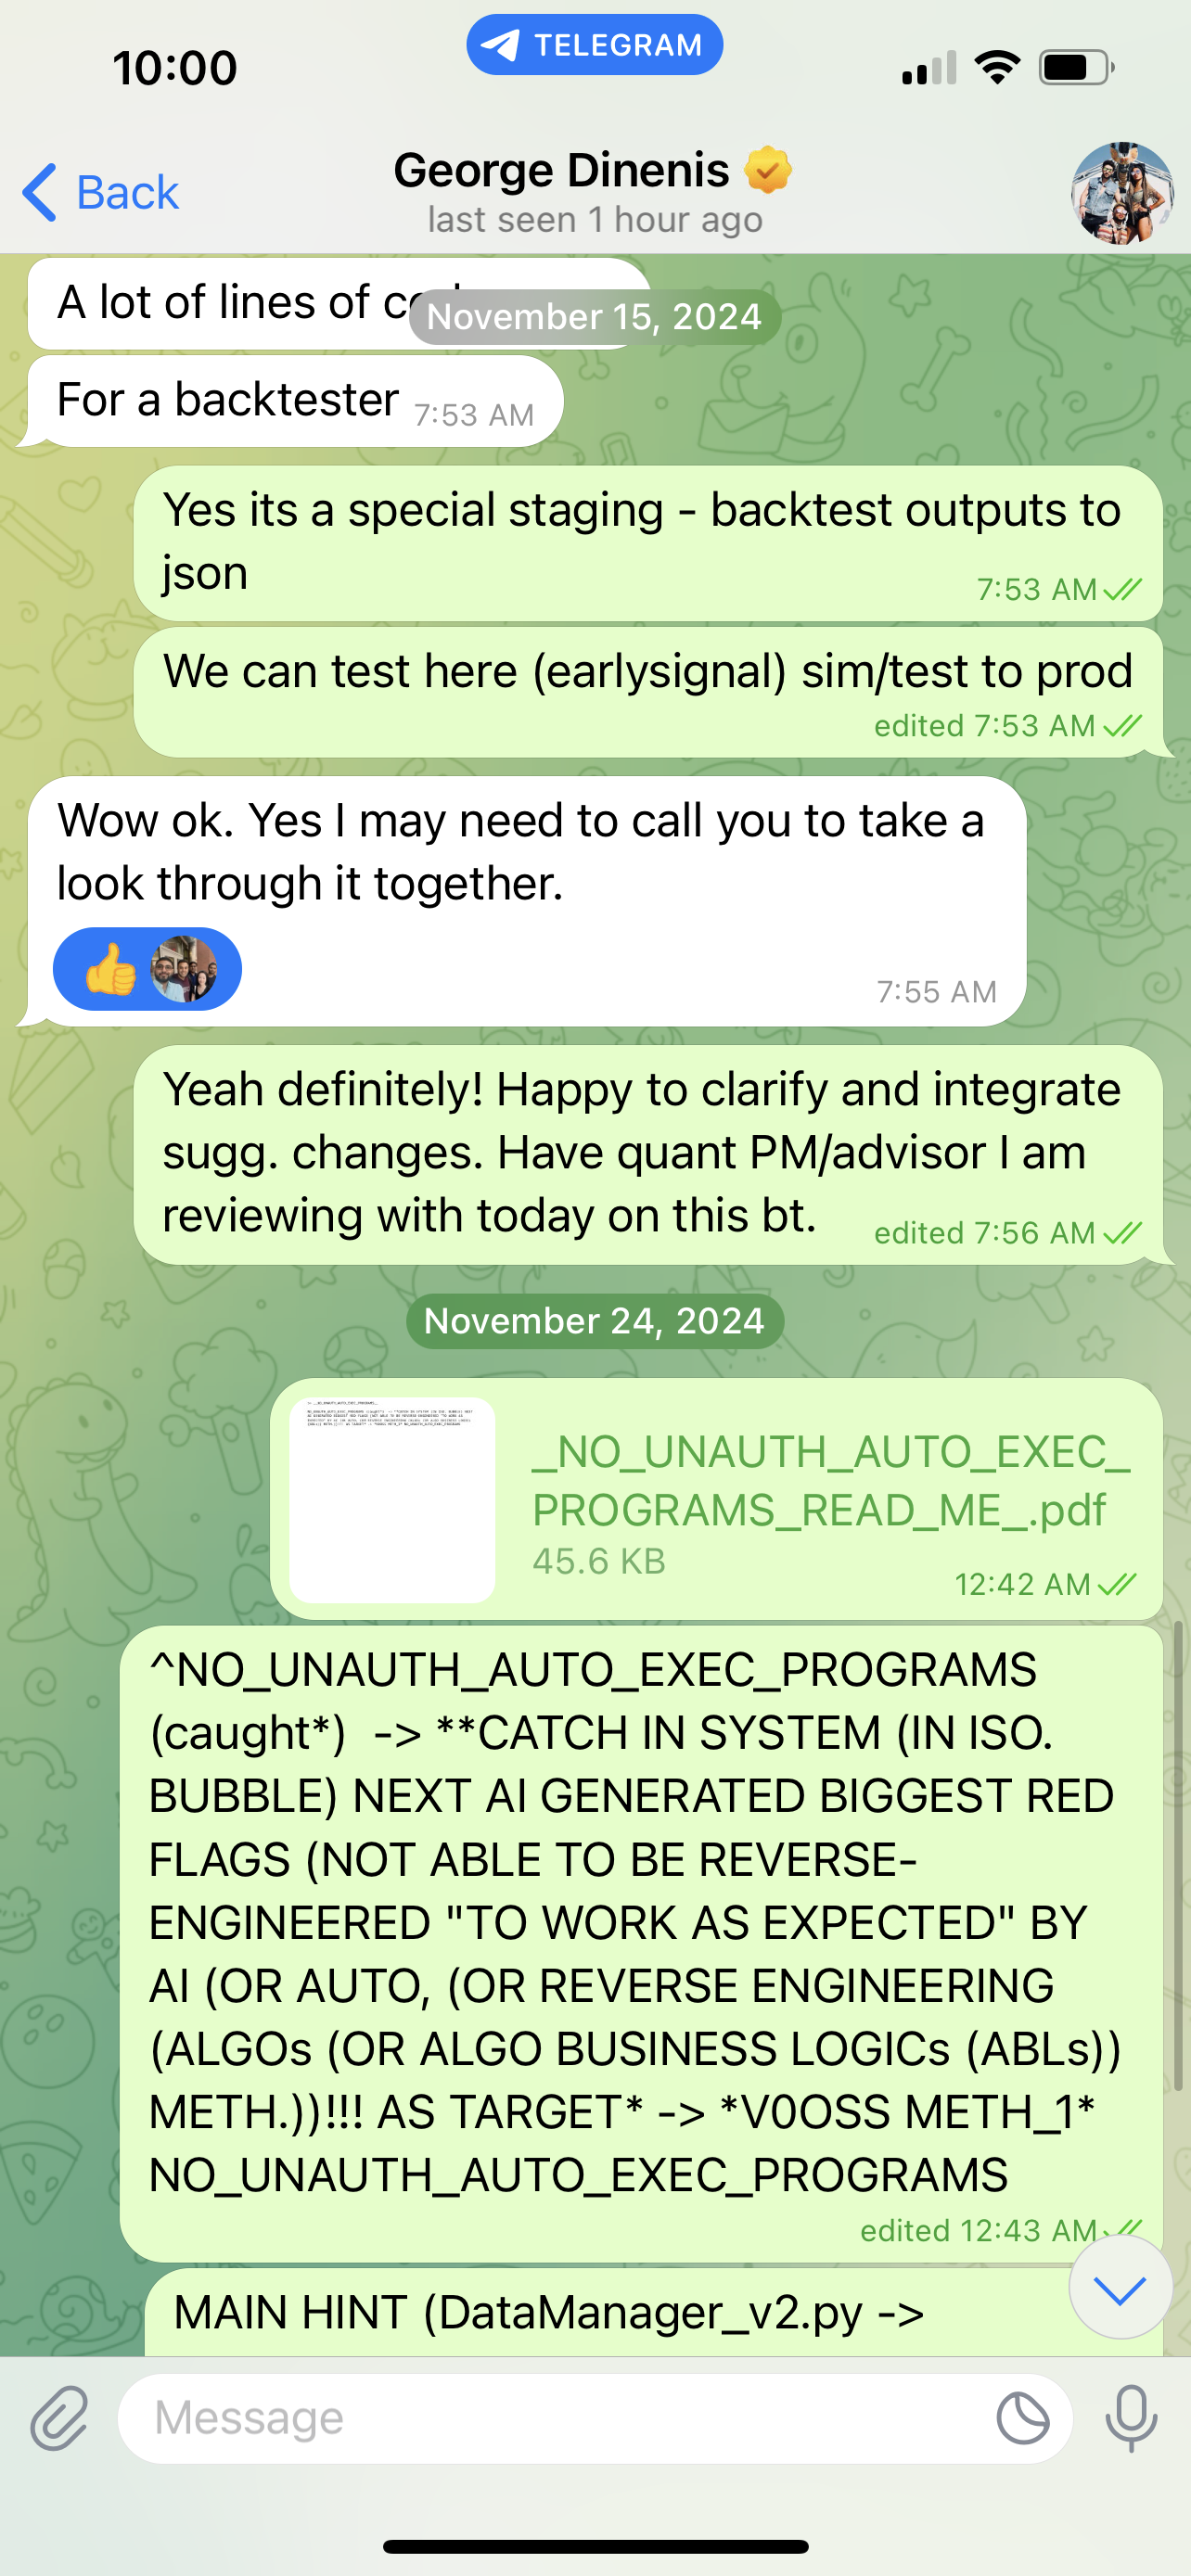 10:00
TELEGRAM
Back
George Dinenis
last seen 1 hour ago
A lot of lines of
November 15, 2024
For a backtester 7:53 AM
Yes its a special staging - backtest outputs to
json
7:53 AM
We can test here (earlysignal) sim/test to prod
edited 7:53 AM
Wow ok. Yes I may need to call you to take a
look through it together.
7:55 AM
Yeah definitely! Happy to clarify and integrate
sugg. changes. Have quant PM/advisor I am
reviewing with today on this bt. edited 7:56 AM
November 24, 2024
_NO_UNAUTH_AUTO_EXEC_
PROGRAMS_READ_ME_.pdf
45.6 KB
12:42 AM
^NO_UNAUTH_AUTO_EXEC_PROGRAMS
(caught*) -> **CATCH IN SYSTEM (IN ISO.
BUBBLE) NEXT AI GENERATED BIGGEST RED
FLAGS (NOT ABLE TO BE REVERSE-
ENGINEERED "TO WORK AS EXPECTED" BY
AI (OR AUTO, (OR REVERSE ENGINEERING
(ALGOs (OR ALGO BUSINESS LOGICs (ABLs))
METH.))!!! AS TARGET* -> *V0OSS METH_1*
NO_UNAUTH_AUTO_EXEC_PROGRAMS
edited 12:43 AM
MAIN HINT (DataManager_v2.py ->
Message